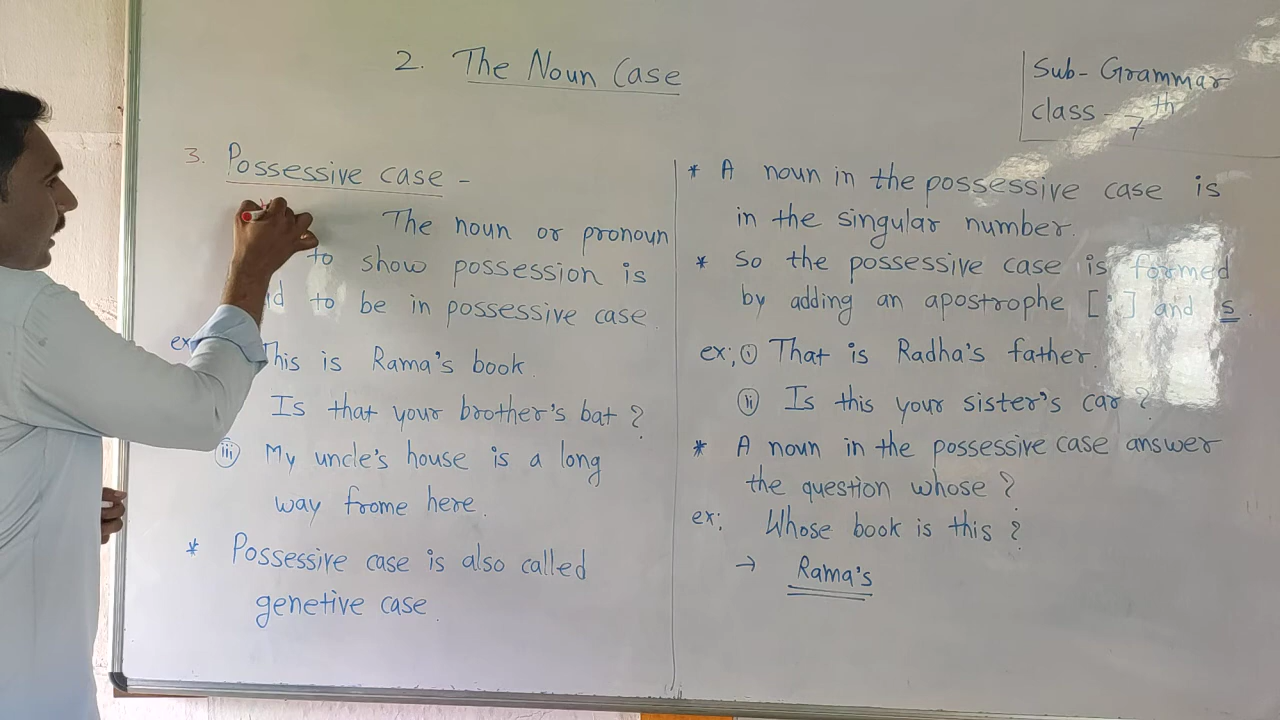 2. The Noun Case
Sub- Grammar
class - 7th
3. Possessive case -
The noun or pronoun
to show possession is
to be in possessive case.
ex
This is Rama's book.
Is that your brother's bat ?
(iii) My uncle's house is a long
way frome here.
* Possessive case is also called
genetive case.
* A noun in the possessive case is
in the singular number.
* So the possessive case is formed
by adding an apostrophe ['] and s.
ex; (i) That is Radha's father.
(ii) Is this your sister's car ?
* A noun in the possessive case answer
the question whose ?
ex; Whose book is this ?
→ Rama's